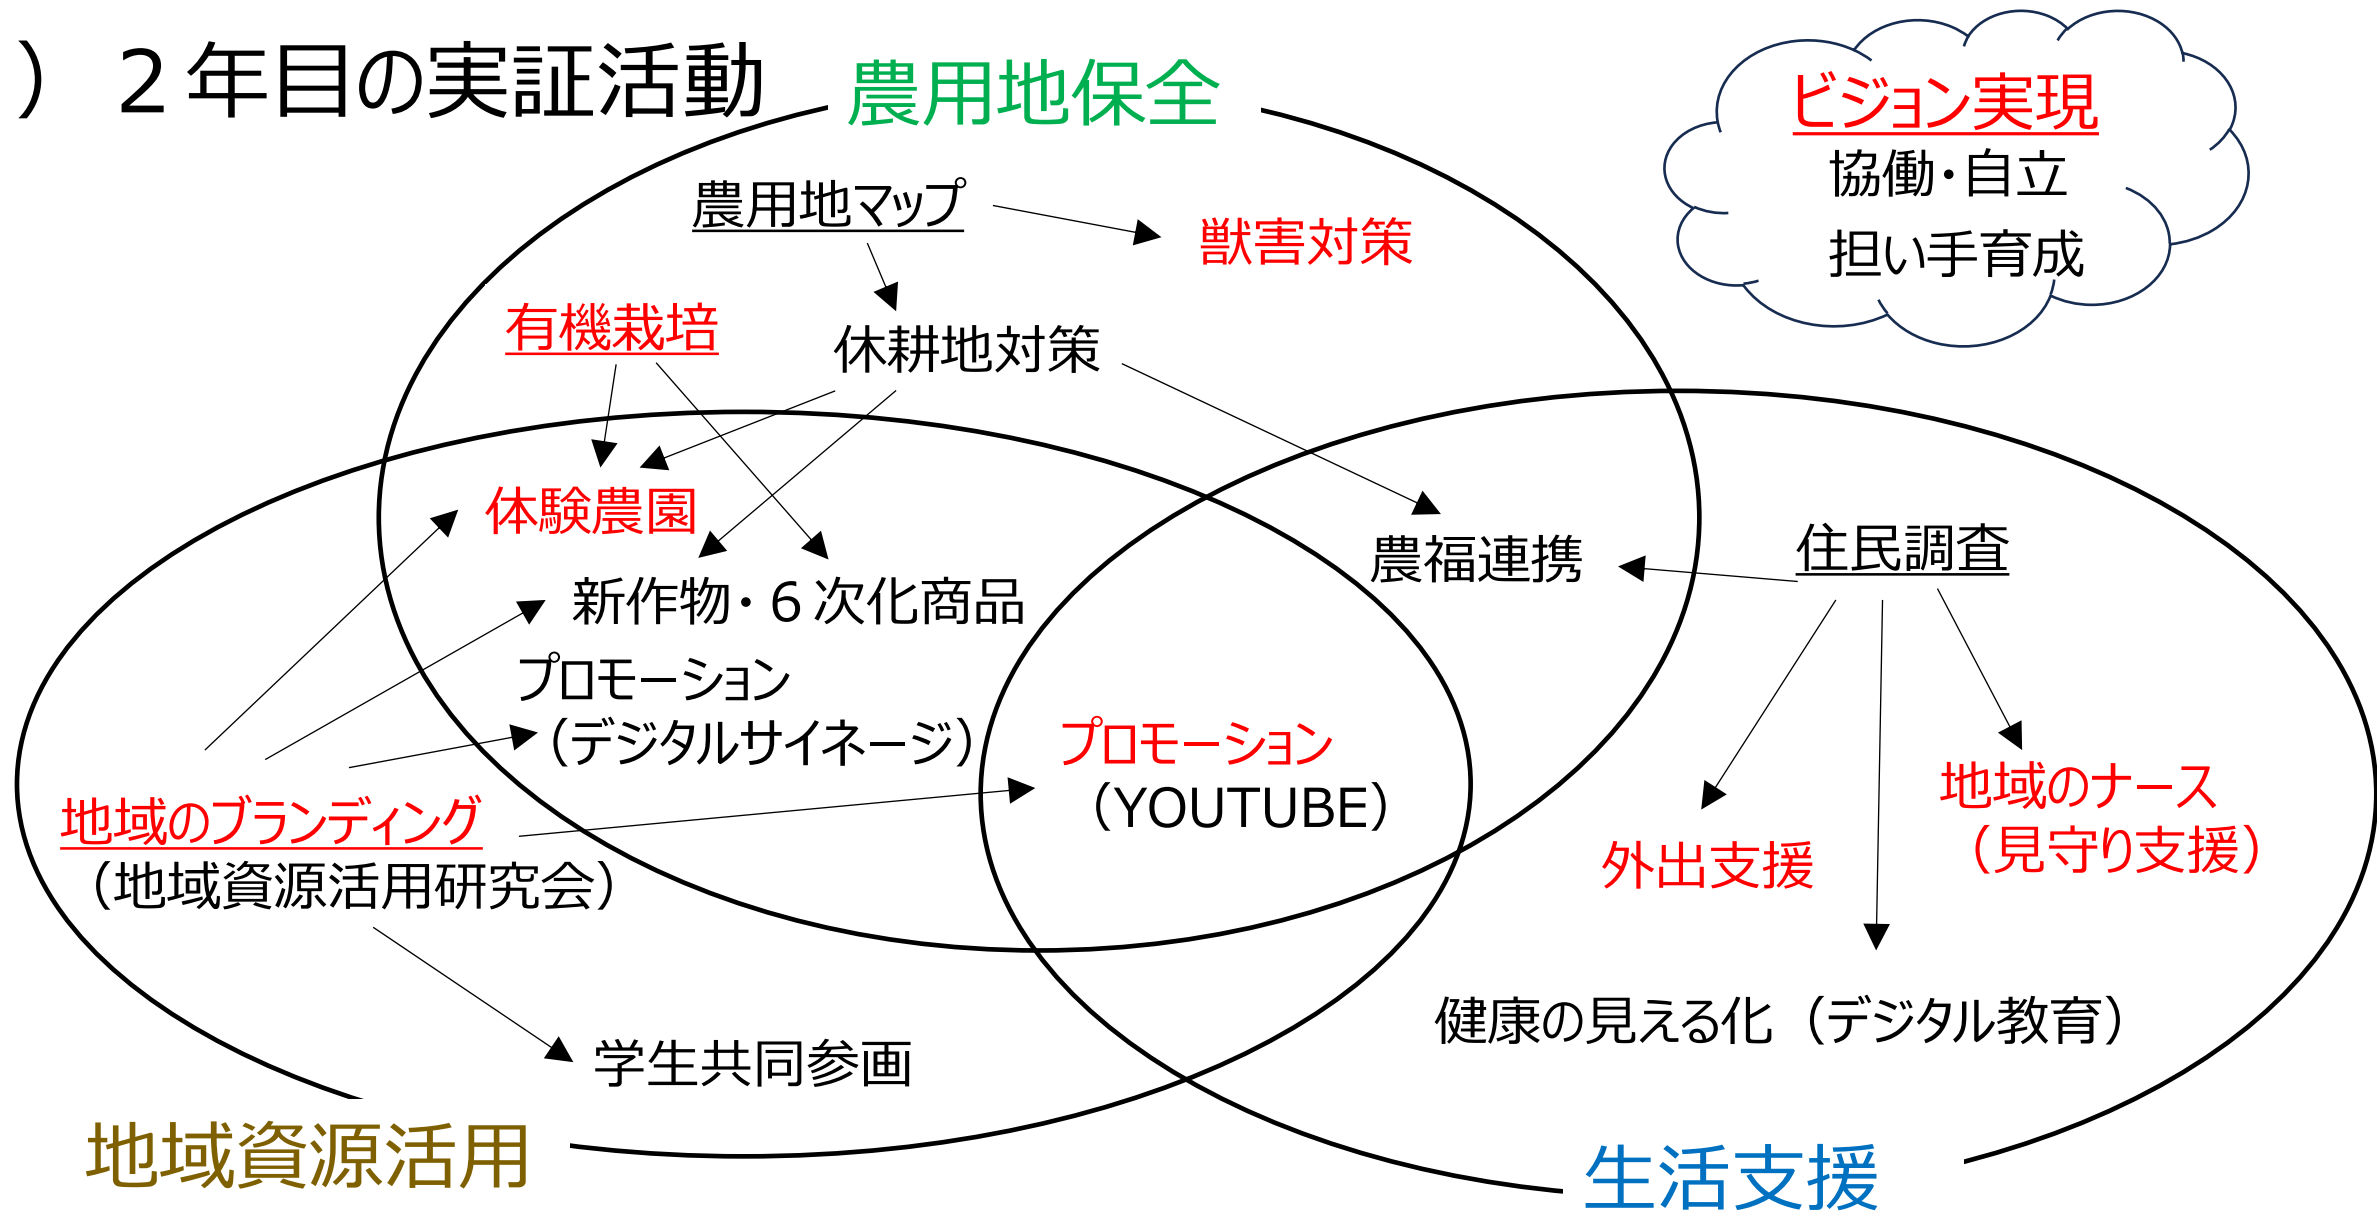 ）２年目の実証活動
農用地保全
ビジョン実現
協働・自立
担い手育成
農用地マップ
獣害対策
有機栽培
休耕地対策
体験農園
農福連携
住民調査
新作物・６次化商品
プロモーション
（デジタルサイネージ）
プロモーション
（YOUTUBE）
地域のブランディング
（地域資源活用研究会）
外出支援
地域のナース
（見守り支援）
健康の見える化（デジタル教育）
学生共同参画
地域資源活用
生活支援